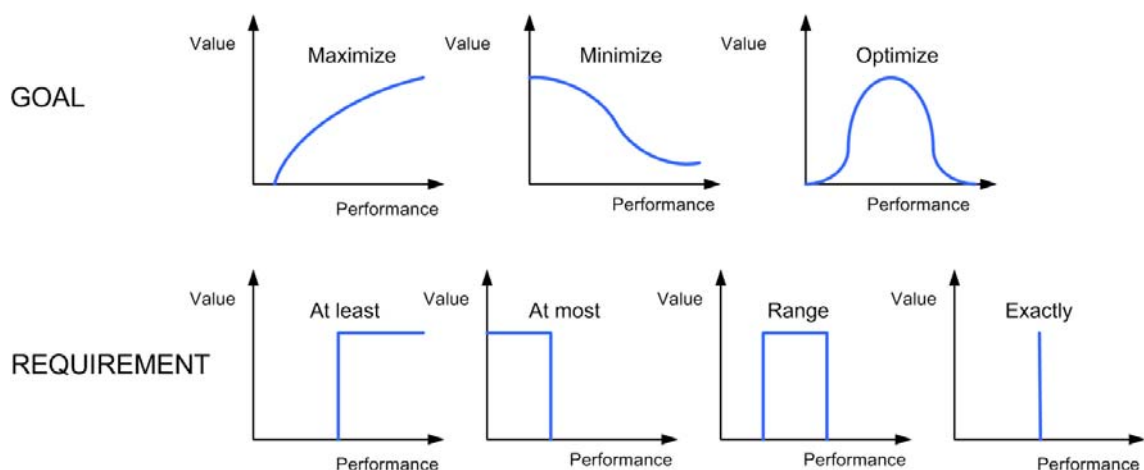 Value
Maximize
Value
Minimize
Value
Optimize
GOAL
Performance
Performance
Performance
Value
At least
Value
At most
Value
Range
Value
Exactly
REQUIREMENT
Performance
Performance
Performance
Performance